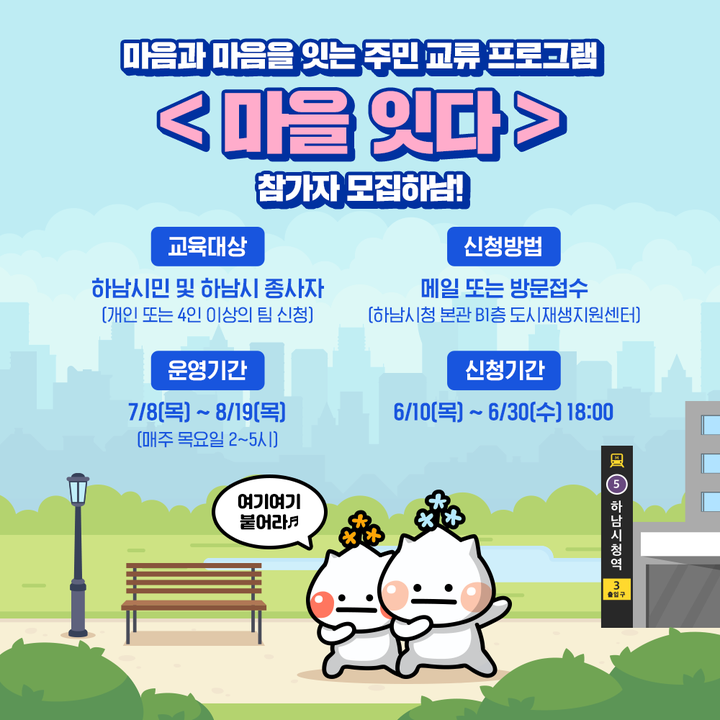 마음과 마음을 잇는 주민 교류 프로그램
< 마을 잇다 >
참가자 모집하남!
교육대상
하남시민 및 하남시 종사자
(개인 또는 4인 이상의 팀 신청)
신청방법
메일 또는 방문접수
(하남시청 본관 B1층 도시재생지원센터)
운영기간
7/8(목) ~ 8/19(목)
(매주 목요일 2~5시)
신청기간
6/10(목) ~ 6/30(수) 18:00
여기여기
붙어라♬
5
하남시청역
3
출입구